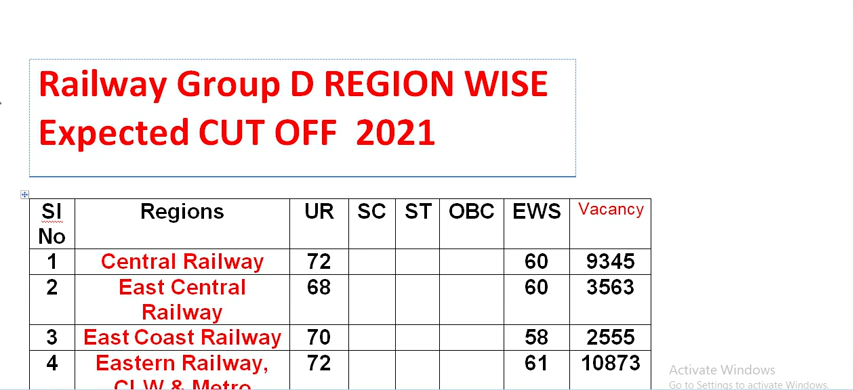 Railway Group D REGION WISE
Expected CUT OFF 2021
Sl No Regions UR SC ST OBC EWS Vacancy
1 Central Railway 72 60 9345
2 East Central Railway 68 60 3563
3 East Coast Railway 70 58 2555
4 Eastern Railway, CLW & Metro 72 61 10873
Activate Windows
Go to Settings to activate Windows.